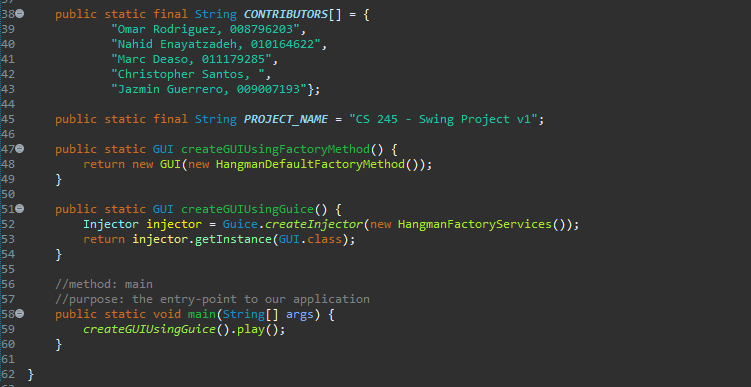 38 public static final String CONTRIBUTORS[] = {
39 "Omar Rodriguez, 008796203",
40 "Nahid Enayatzadeh, 010164622",
41 "Marc Deaso, 011179285",
42 "Christopher Santos, ",
43 "Jazmin Guerrero, 009007193"};
44
45 public static final String PROJECT_NAME = "CS 245 - Swing Project v1";
46
47 public static GUI createGUIUsingFactoryMethod() {
48 return new GUI(new HangmanDefaultFactoryMethod());
49 }
50
51 public static GUI createGUIUsingGuice() {
52 Injector injector = Guice.createInjector(new HangmanFactoryServices());
53 return injector.getInstance(GUI.class);
54 }
55
56 //method: main
57 //purpose: the entry-point to our application
58 public static void main(String[] args) {
59 createGUIUsingGuice().play();
60 }
61
62 }